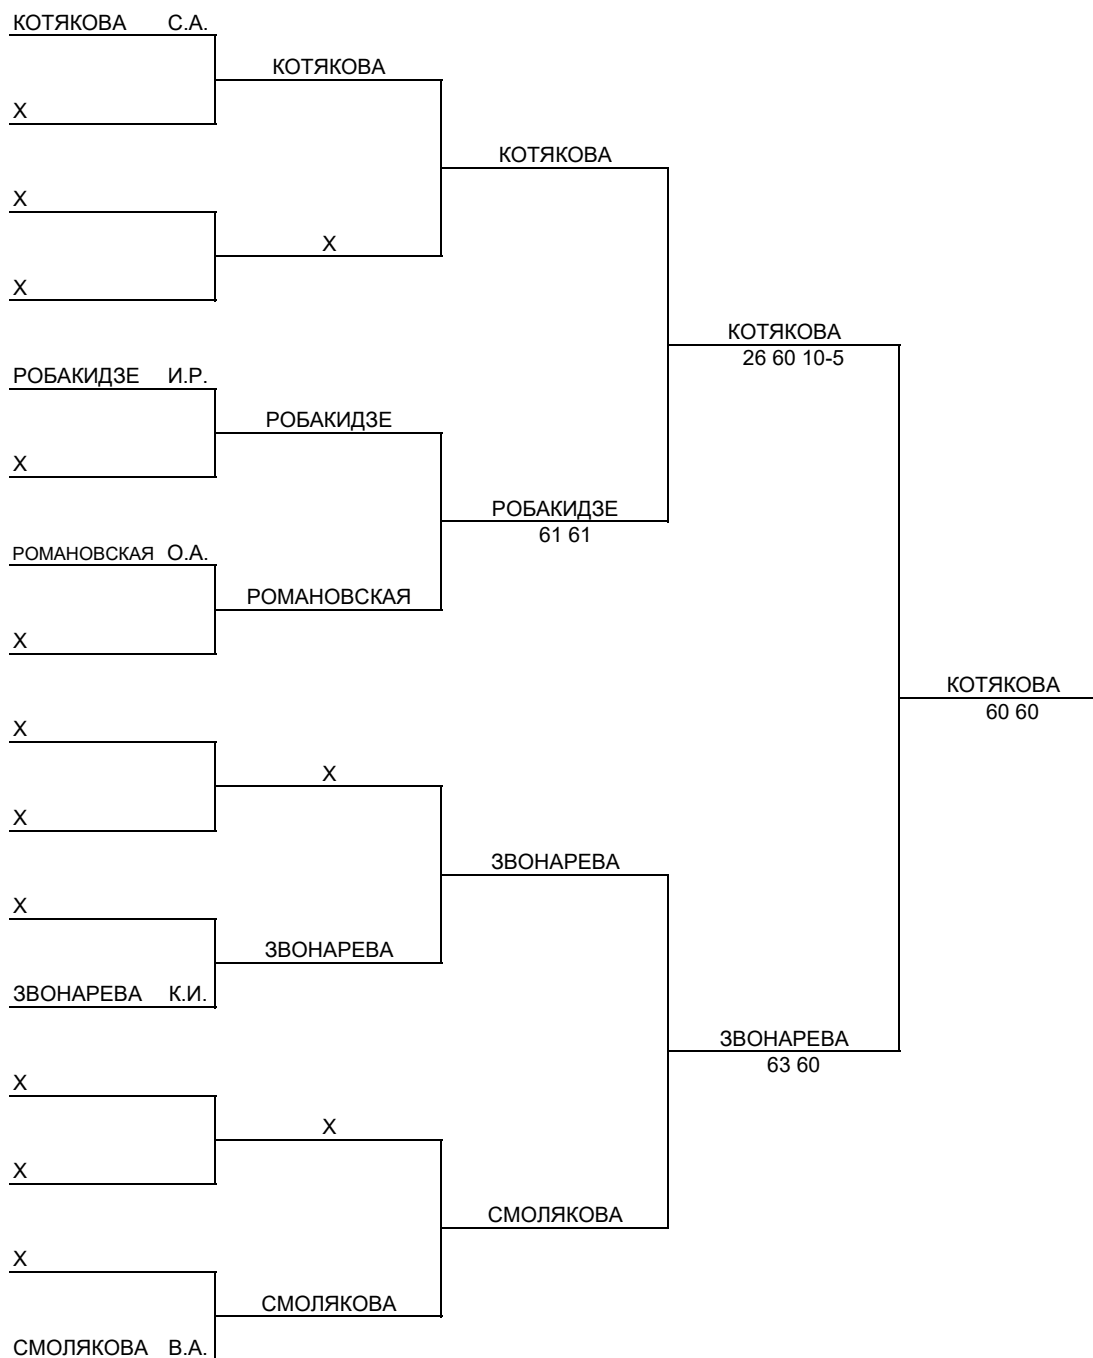 КОТЯКОВА С.А.
КОТЯКОВА
X
КОТЯКОВА
X
X
X
КОТЯКОВА
26 60 10-5
РОБАКИДЗЕ И.Р.
РОБАКИДЗЕ
X
РОБАКИДЗЕ
61 61
РОМАНОВСКАЯ О.А.
РОМАНОВСКАЯ
X
КОТЯКОВА
60 60
X
X
X
ЗВОНАРЕВА
X
ЗВОНАРЕВА
ЗВОНАРЕВА К.И.
ЗВОНАРЕВА
63 60
X
X
X
СМОЛЯКОВА
X
СМОЛЯКОВА
СМОЛЯКОВА В.А.